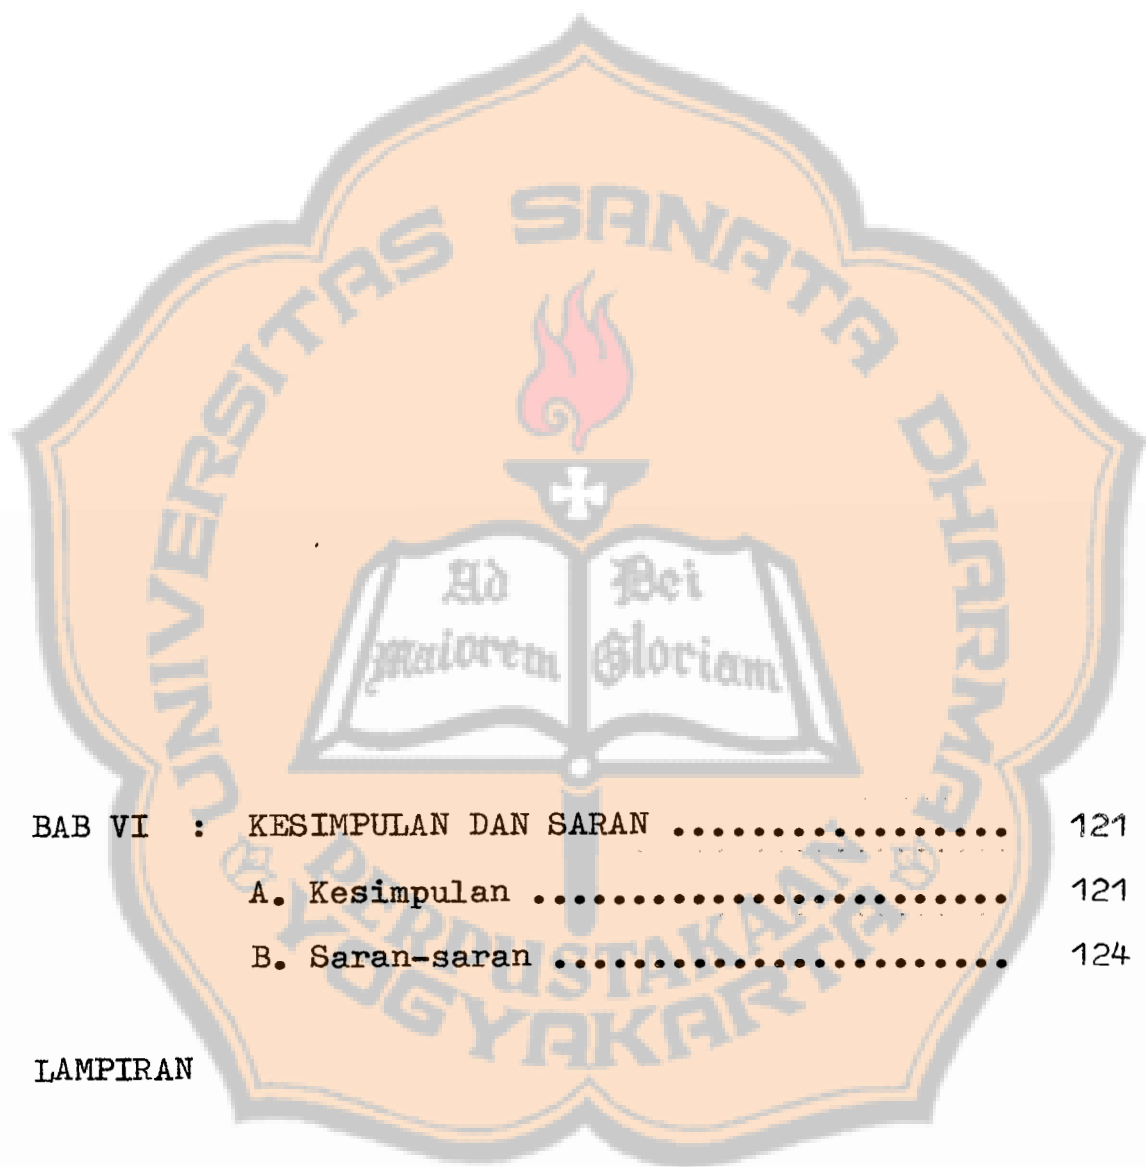 UNIVERSITAS SANATA DHARMA
Ad Dei
maiorem Gloriam
BAB VI : KESIMPULAN DAN SARAN ................. 121
A. Kesimpulan ........................ 121
B. Saran-saran ....................... 124
PERPUSTAKAAN
YOGYAKARTA
LAMPIRAN